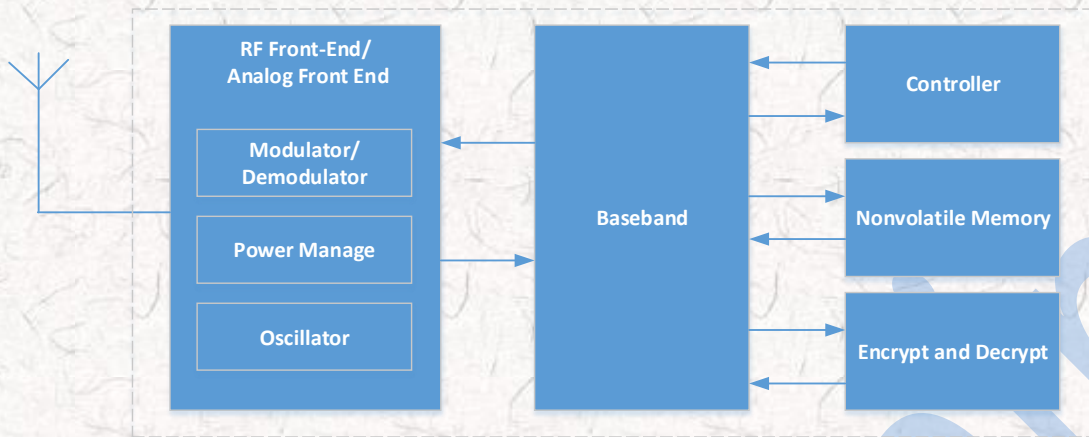 RF Front-End/
Analog Front End
Modulator/
Demodulator
Power Manage
Oscillator
Baseband
Controller
Nonvolatile Memory
Encrypt and Decrypt